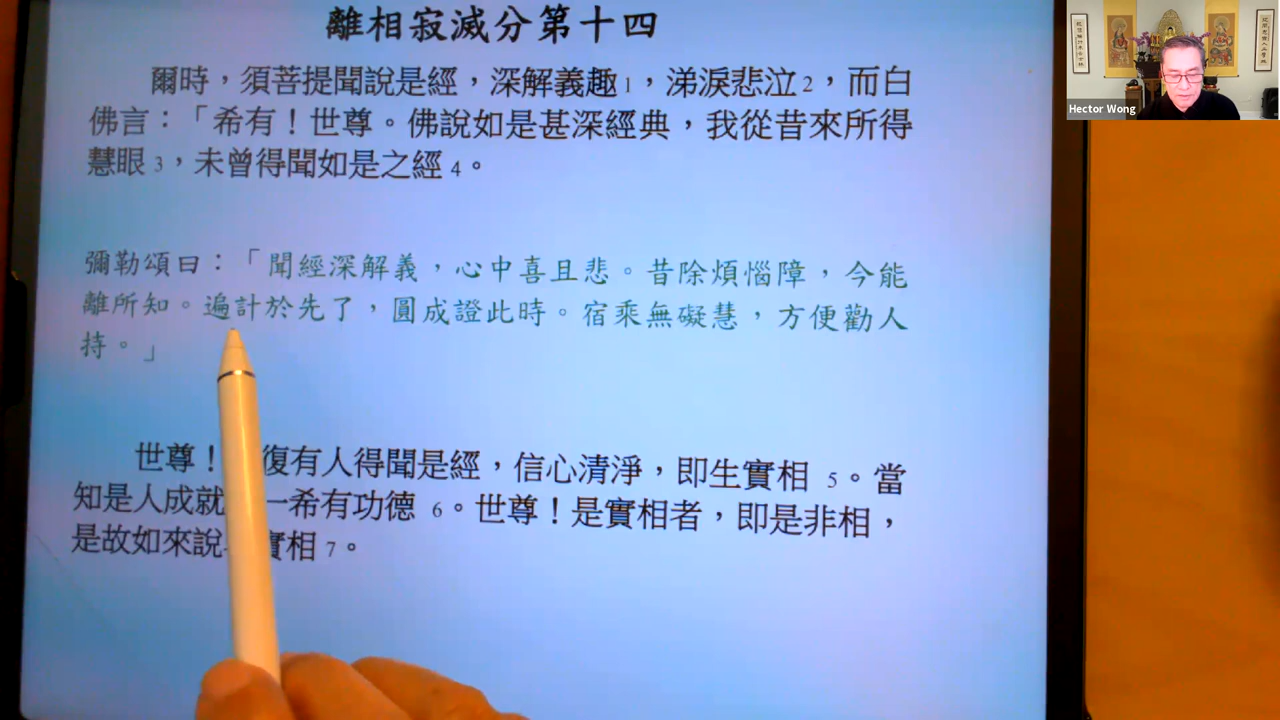 離相寂滅分第十四
爾時，須菩提聞說是經，深解義趣1，涕淚悲泣2，而白
佛言：「希有！世尊。佛說如是甚深經典，我從昔來所得
慧眼3，未曾得聞如是之經4。
彌勒頌曰：「聞經深解義，心中喜且悲。昔除煩惱障，今能
離所知。遍計於先了，圓成證此時。宿乘無礙慧，方便勸人
持。」
世尊！復有人得聞是經，信心清淨，即生實相5。當
知是人成就一希有功德6。世尊！是實相者，即是非相，
是故如來說實相7。
Hector Wong